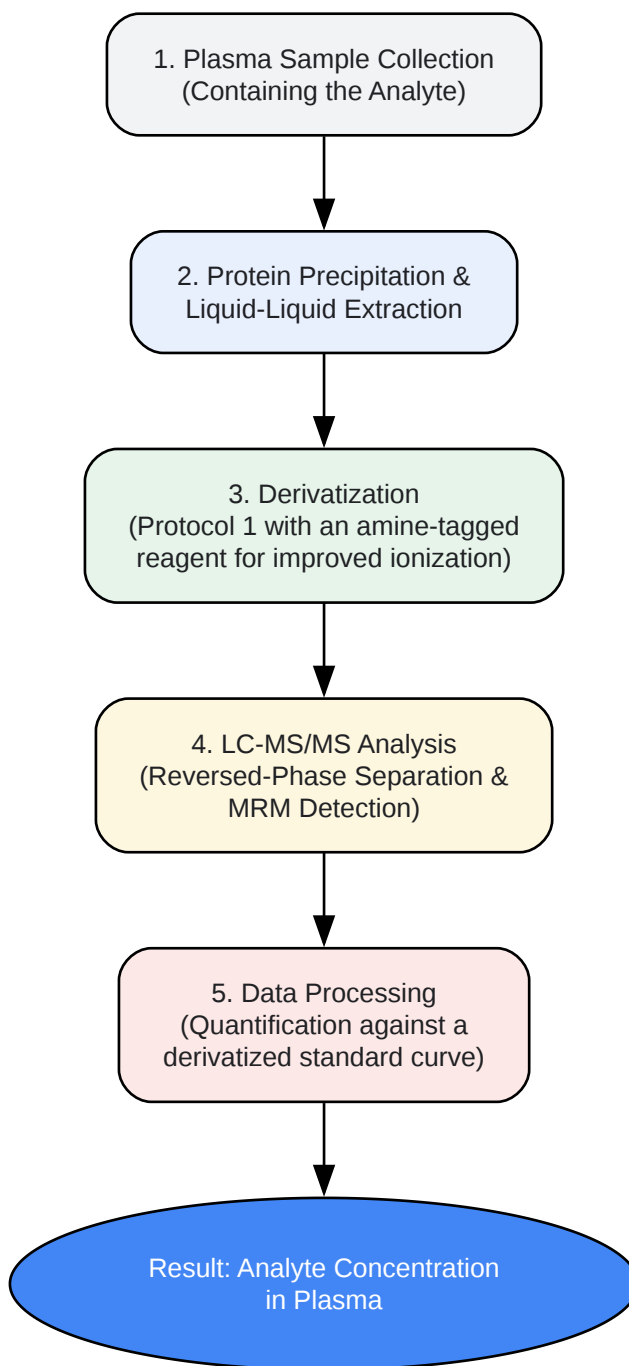 1. Plasma Sample Collection
(Containing the Analyte)
2. Protein Precipitation &
Liquid-Liquid Extraction
3. Derivatization
(Protocol 1 with an amine-tagged
reagent for improved ionization)
4. LC-MS/MS Analysis
(Reversed-Phase Separation &
MRM Detection)
5. Data Processing
(Quantification against a
derivatized standard curve)
Result: Analyte Concentration
in Plasma